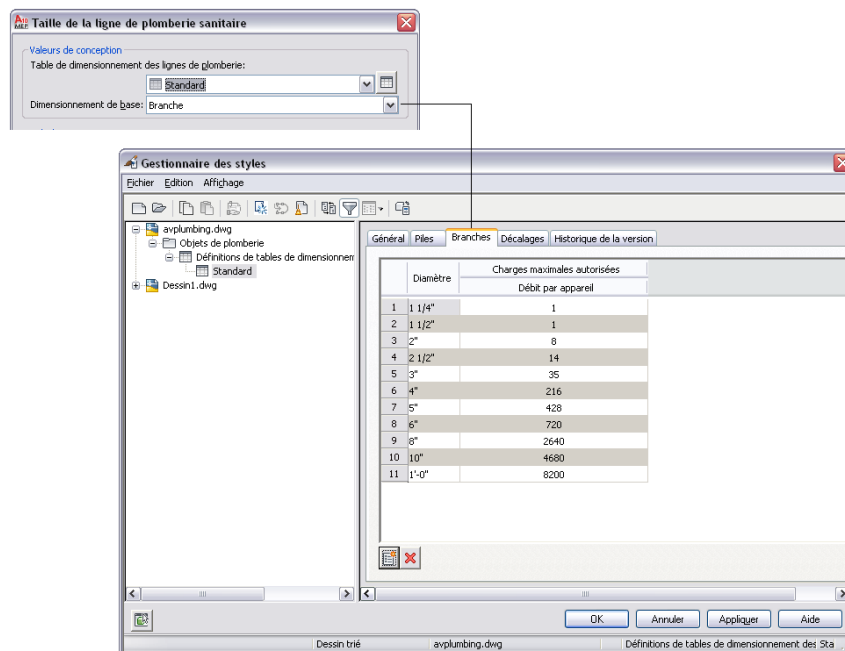 Taille de la ligne de plomberie sanitaire
Valeurs de conception
Table de dimensionnement des lignes de plomberie:
Standard
Dimensionnement de base: Branche
Gestionnaire des styles
Fichier Edition Affichage
avplumbing.dwg
Objets de plomberie
Définitions de tables de dimensionnem
Standard
Dessin1.dwg
Général Piles Branches Décalages Historique de la version
Diamètre Charges maximales autorisées
Débit par appareil
1 1 1/4" 1
2 1 1/2" 1
3 2" 8
4 2 1/2" 14
5 3" 35
6 4" 216
7 5" 428
8 6" 720
9 8" 2640
10 10" 4680
11 1'-0" 8200
OK Annuler Appliquer Aide
Dessin trié avplumbing.dwg Définitions de tables de dimensionnement des Sta